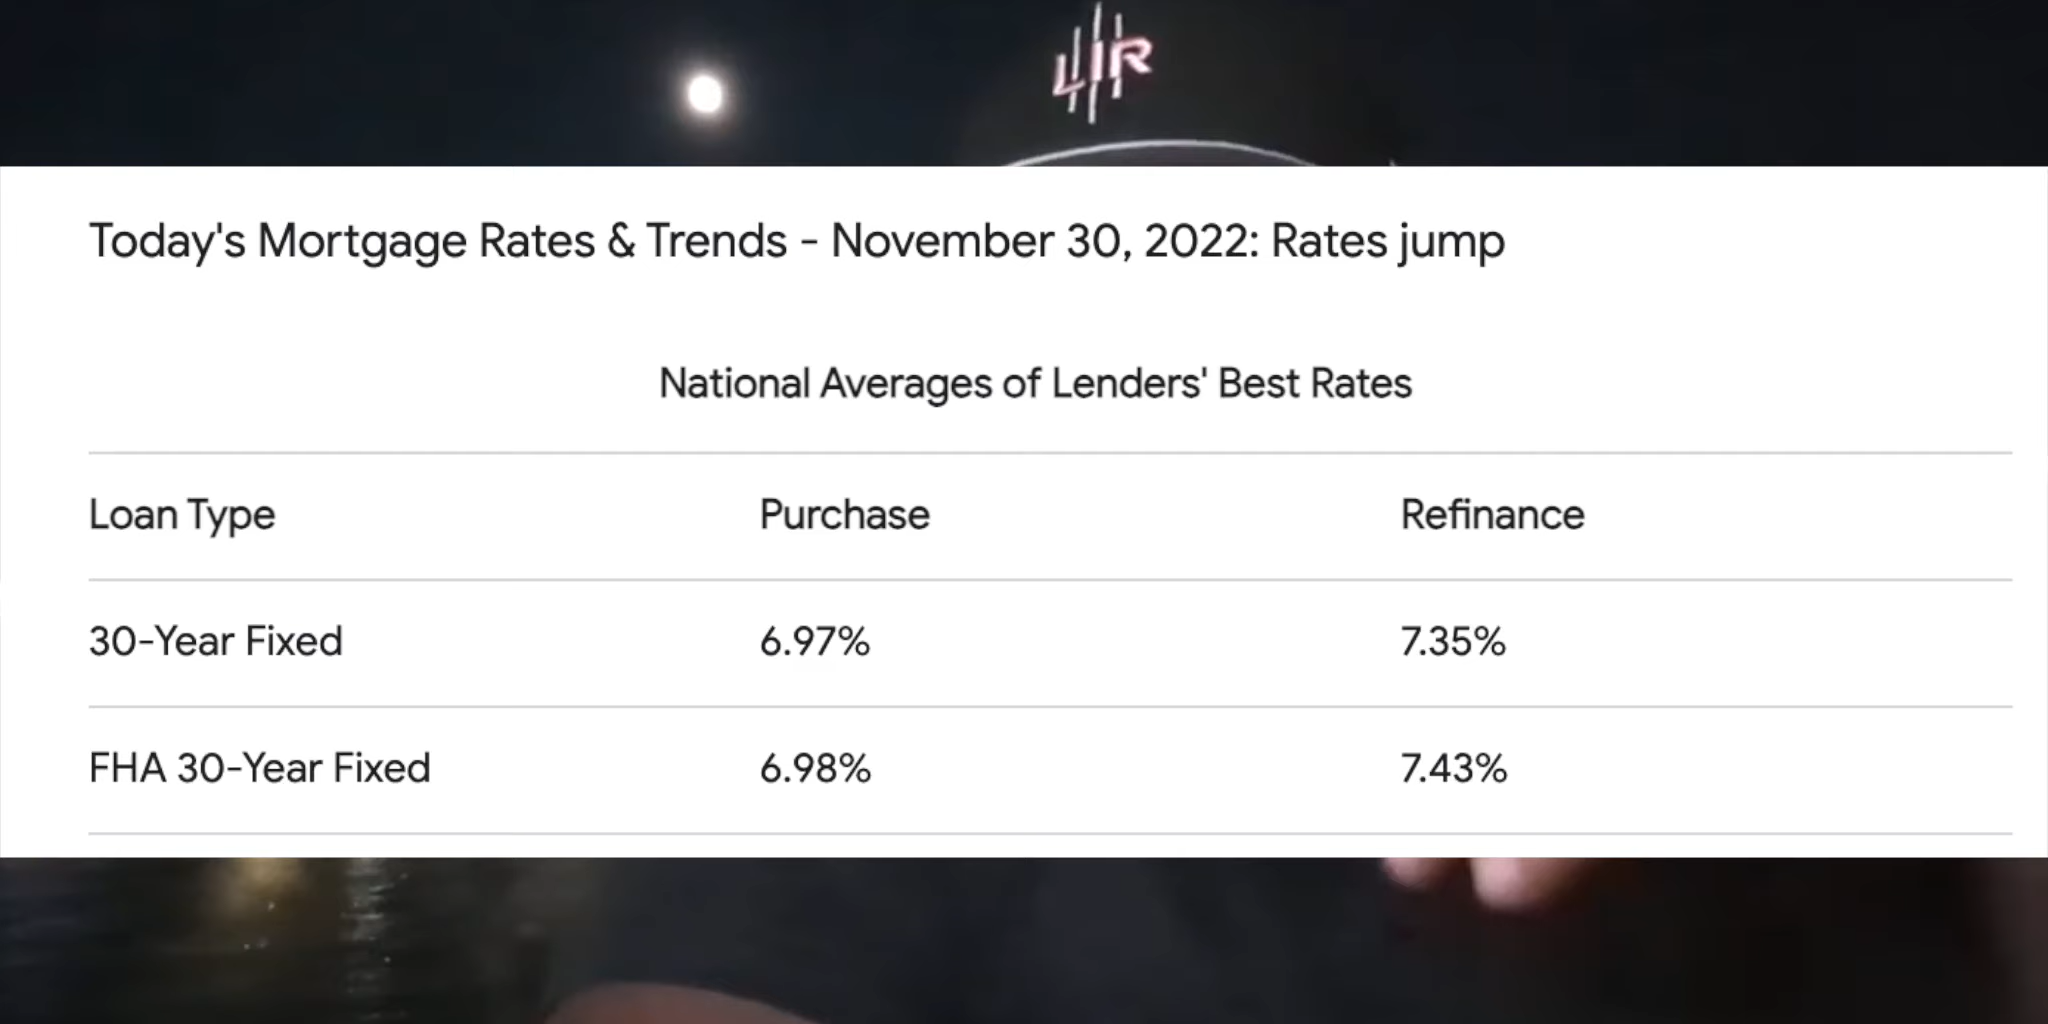 LIR
Today's Mortgage Rates & Trends - November 30, 2022: Rates jump
National Averages of Lenders' Best Rates
Loan Type Purchase Refinance
30-Year Fixed 6.97% 7.35%
FHA 30-Year Fixed 6.98% 7.43%